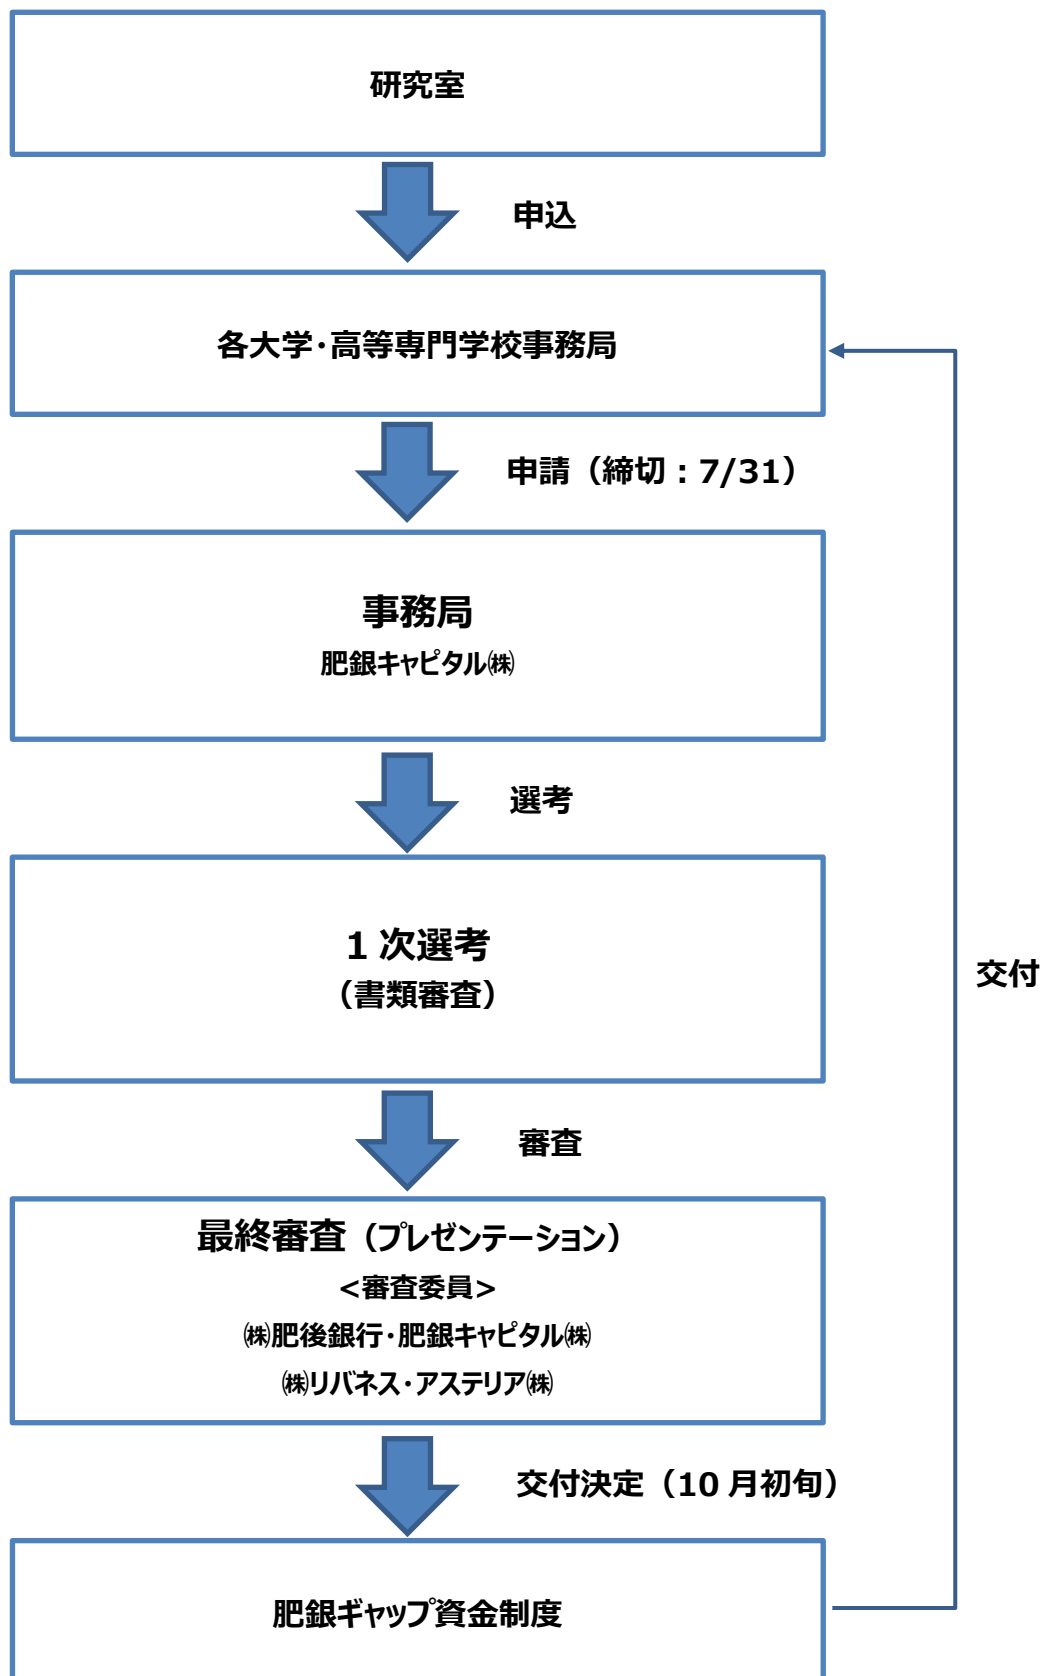 研究室
申込
各大学・高等専門学校事務局
申請（締切：7/31）
事務局
肥銀キャピタル㈱
選考
1 次選考
（書類審査）
交付
審査
最終審査（プレゼンテーション）
<審査委員>
㈱肥後銀行・肥銀キャピタル㈱
㈱リバネス・アステリア㈱
交付決定（10 月初旬）
肥銀ギャップ資金制度